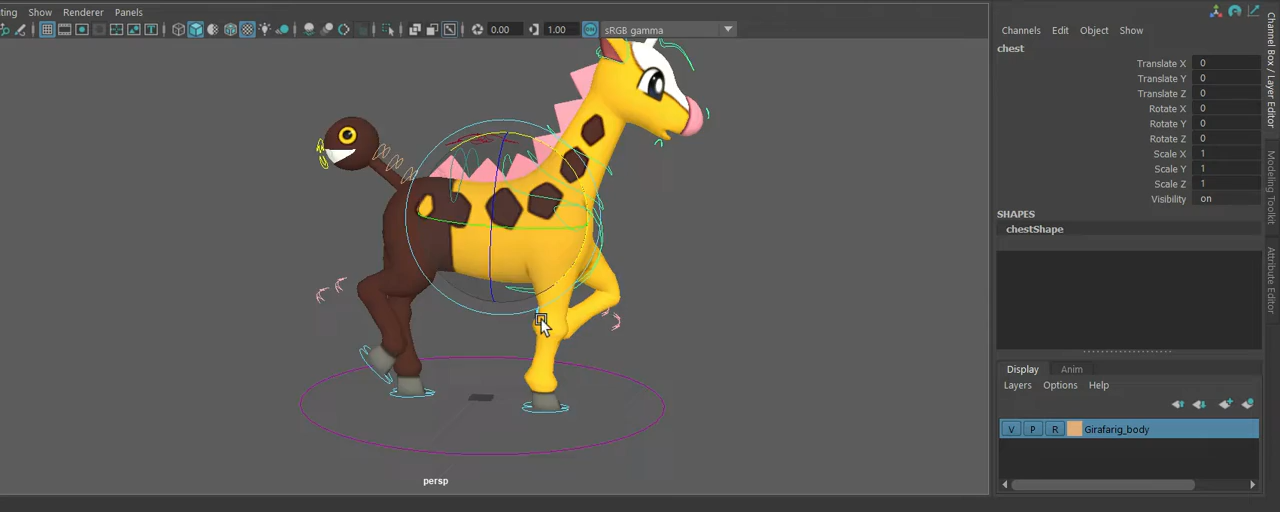 ting Show Renderer Panels
0.00 1.00 sRGB gamma
persp
Channels Edit Object Show
chest
Translate X 0
Translate Y 0
Translate Z 0
Rotate X 0
Rotate Y 0
Rotate Z 0
Scale X 1
Scale Y 1
Scale Z 1
Visibility on
SHAPES
chestShape
Display Anim
Layers Options Help
V P R Girafarig_body
Channel Box / Layer Editor
Modeling Toolkit
Attribute Editor